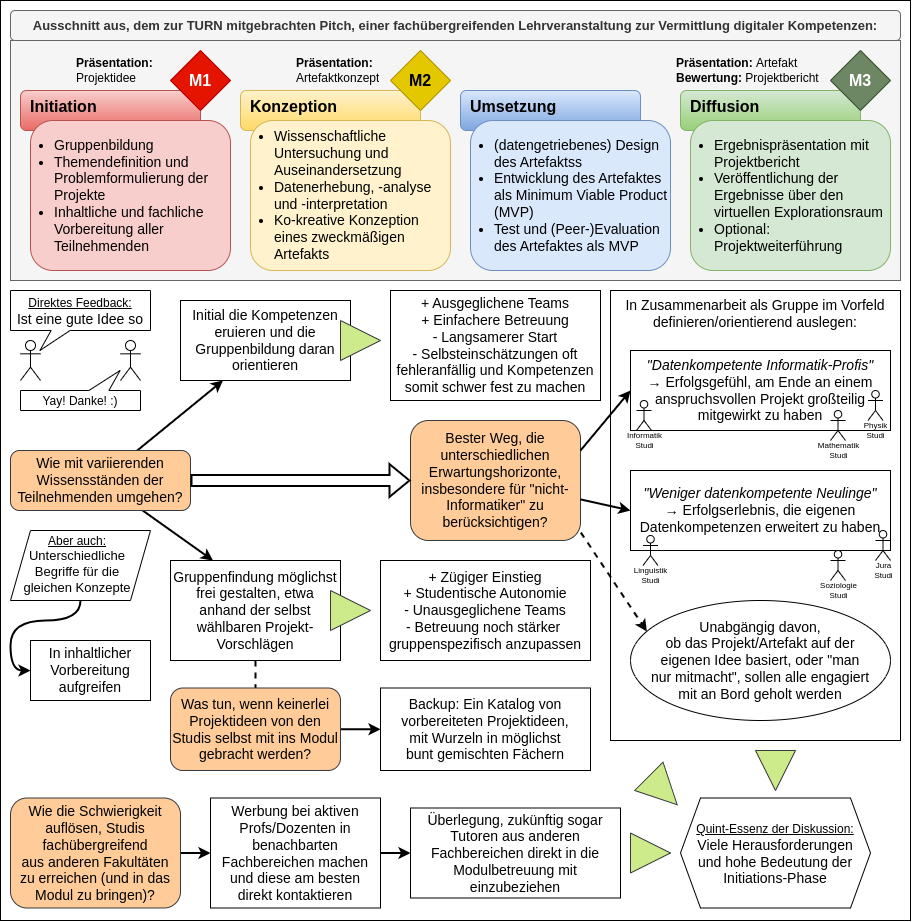 Ausschnitt aus, dem zur TURN mitgebrachten Pitch, einer fachübergreifenden Lehrveranstaltung zur Vermittlung digitaler Kompetenzen:
Präsentation:
Projektidee
M1
Initiation
Gruppenbildung
Themendefinition und
Problemformulierung der
Projekte
Inhaltliche und fachliche
Vorbereitung aller
Teilnehmenden
Präsentation:
Artefaktkonzept
M2
Konzeption
Wissenschaftliche
Untersuchung und
Auseinandersetzung
Datenerhebung, -analyse
und -interpretation
Ko-kreative Konzeption
eines zweckmäßigen
Artefakts
Umsetzung
(datengetriebenes) Design
des Artefaktss
Entwicklung des Artefaktes
als Minimum Viable Product
(MVP)
Test und (Peer-)Evaluation
des Artefaktes als MVP
Präsentation: Artefakt
Bewertung: Projektbericht
M3
Diffusion
Ergebnispräsentation mit
Projektbericht
Veröffentlichung der
Ergebnisse über den
virtuellen Explorationsraum
Optional:
Projektweiterführung
Direktes Feedback:
Ist eine gute Idee so
Yay! Danke! :)
Initial die Kompetenzen
eruieren und die
Gruppenbildung daran
orientieren
+ Ausgeglichene Teams
+ Einfachere Betreuung
- Langsamerer Start
- Selbsteinschätzungen oft
fehleranfällig und Kompetenzen
somit schwer fest zu machen
In Zusammenarbeit als Gruppe im Vorfeld
definieren/orientierend auslegen:
"Datenkompetente Informatik-Profis"
→ Erfolgsgefühl, am Ende an einem
anspruchsvollen Projekt großteilig
mitgewirkt zu haben
Informatik
Studi
Mathematik
Studi
Physik
Studi
Wie mit variierenden
Wissensständen der
Teilnehmenden umgehen?
Bester Weg, die
unterschiedlichen
Erwartungshorizonte,
insbesondere für "nicht-
Informatiker" zu
berücksichtigen?
"Weniger datenkompetente Neulinge"
→ Erfolgserlebnis, die eigenen
Datenkompetenzen erweitert zu haben
Linguistik
Studi
Soziologie
Studi
Jura
Studi
Aber auch:
Unterschiedliche
Begriffe für die
gleichen Konzepte
In inhaltlicher
Vorbereitung
aufgreifen
Gruppenfindung möglichst
frei gestalten, etwa
anhand der selbst
wählbaren Projekt-
Vorschlägen
+ Zügiger Einstieg
+ Studentische Autonomie
- Unausgeglichene Teams
- Betreuung noch stärker
gruppenspezifisch anzupassen
Unabgängig davon,
ob das Projekt/Artefakt auf der
eigenen Idee basiert, oder "man
nur mitmacht", sollen alle engagiert
mit an Bord geholt werden
Was tun, wenn keinerlei
Projektideen von den
Studis selbst mit ins Modul
gebracht werden?
Backup: Ein Katalog von
vorbereiteten Projektideen,
mit Wurzeln in möglichst
bunt gemischten Fächern
Wie die Schwierigkeit
auflösen, Studis
fachübergreifend
aus anderen Fakultäten
zu erreichen (und in das
Modul zu bringen)?
Werbung bei aktiven
Profs/Dozenten in
benachbarten
Fachbereichen machen
und diese am besten
direkt kontaktieren
Überlegung, zukünftig sogar
Tutoren aus anderen
Fachbereichen direkt in die
Modulbetreuung mit
einzubeziehen
Quint-Essenz der Diskussion:
Viele Herausforderungen
und hohe Bedeutung der
Initiations-Phase